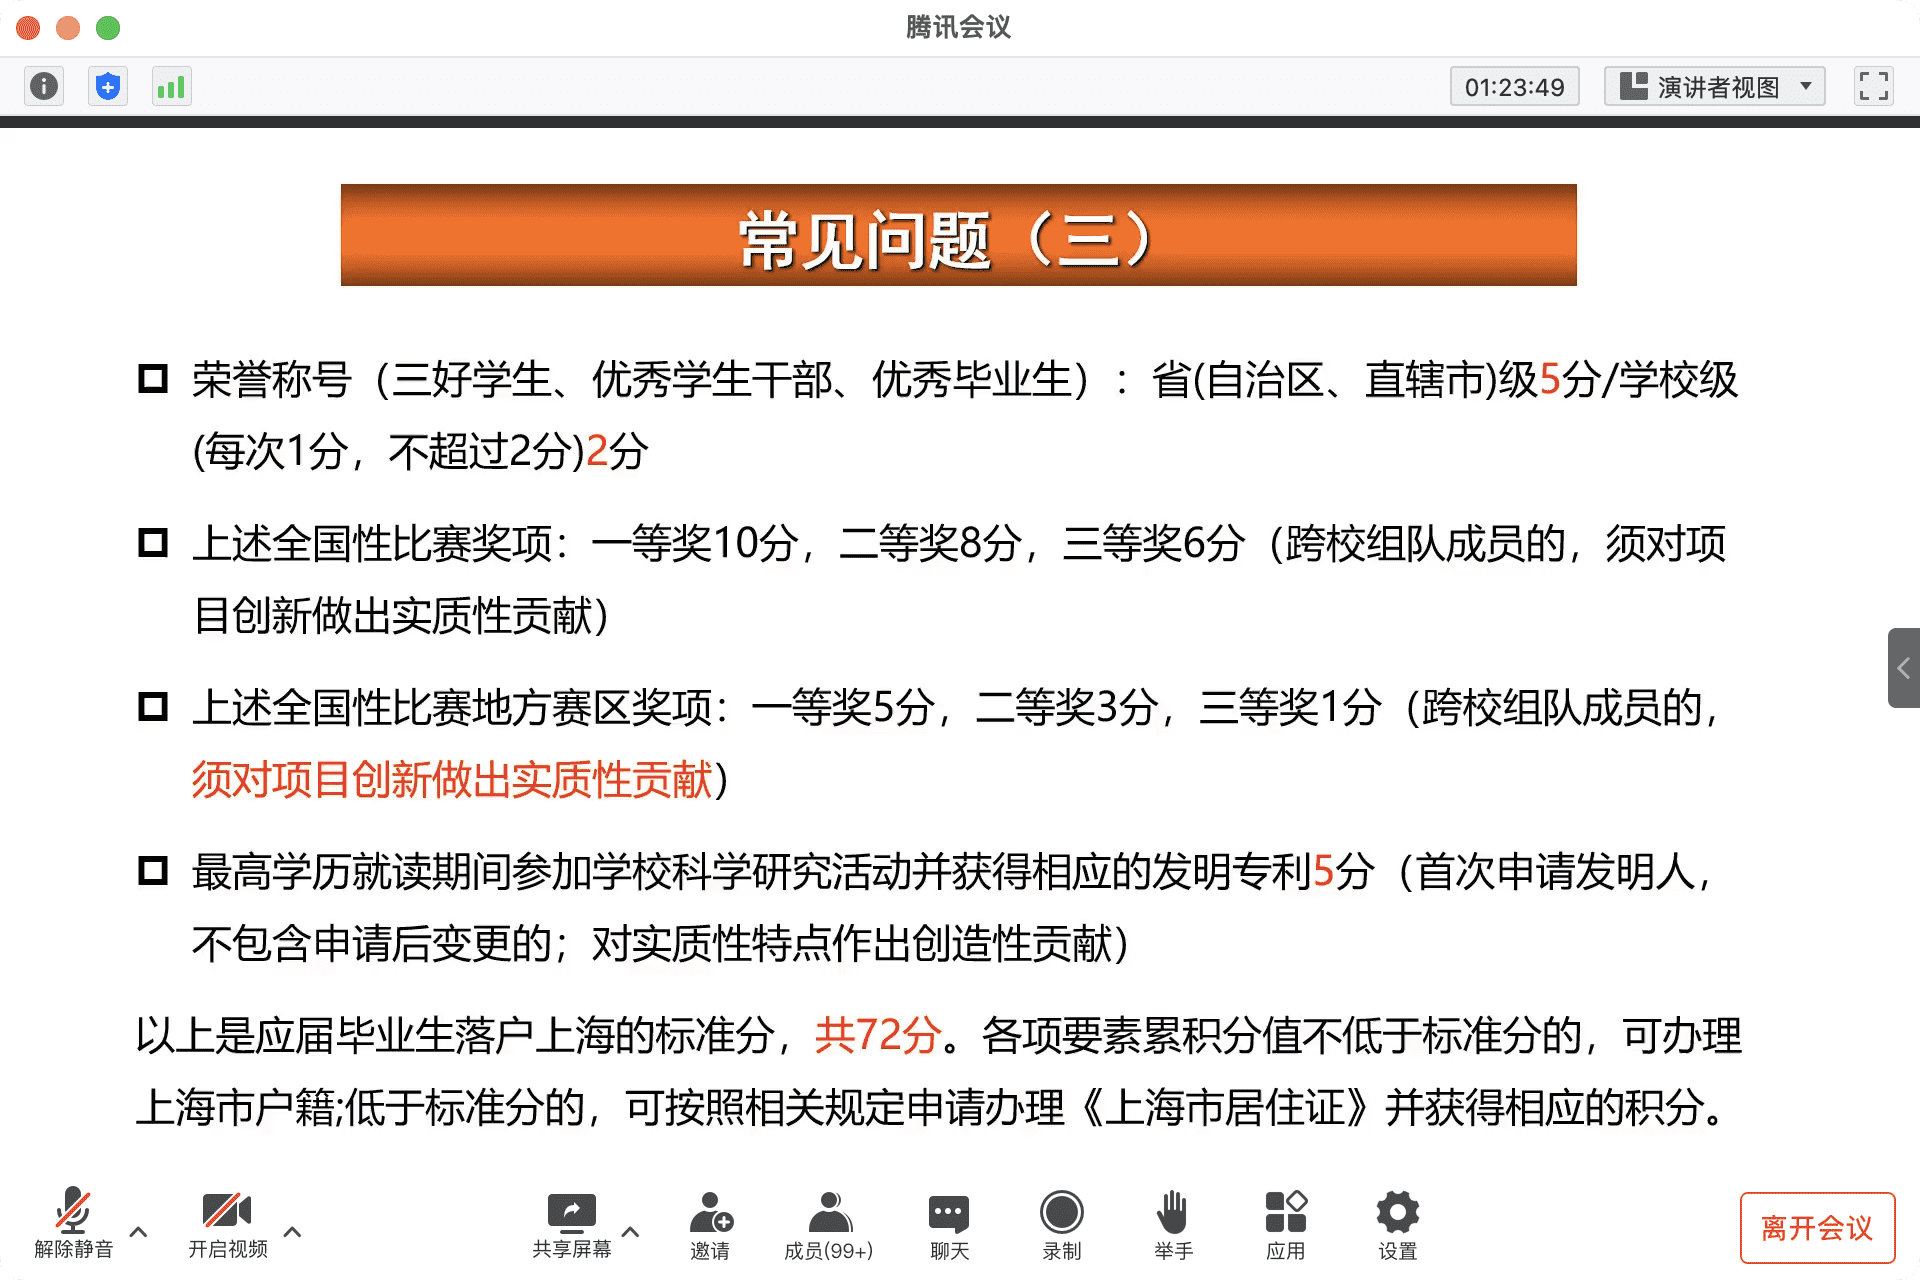 腾讯会议
01:23:49
演讲者视图
常见问题（三）
荣誉称号（三好学生、优秀学生干部、优秀毕业生）：省(自治区、直辖市)级5分/学校级
(每次1分，不超过2分)2分
上述全国性比赛奖项：一等奖10分，二等奖8分，三等奖6分（跨校组队成员的，须对项
目创新做出实质性贡献）
上述全国性比赛地方赛区奖项：一等奖5分，二等奖3分，三等奖1分（跨校组队成员的，
须对项目创新做出实质性贡献）
最高学历就读期间参加学校科学研究活动并获得相应的发明专利5分（首次申请发明人，
不包含申请后变更的；对实质性特点作出创造性贡献）
以上是应届毕业生落户上海的标准分，共72分。各项要素累积分值不低于标准分的，可办理
上海市户籍;低于标准分的，可按照相关规定申请办理《上海市居住证》并获得相应的积分。
解除静音
开启视频
共享屏幕
邀请
成员(99+)
聊天
录制
举手
应用
设置
离开会议